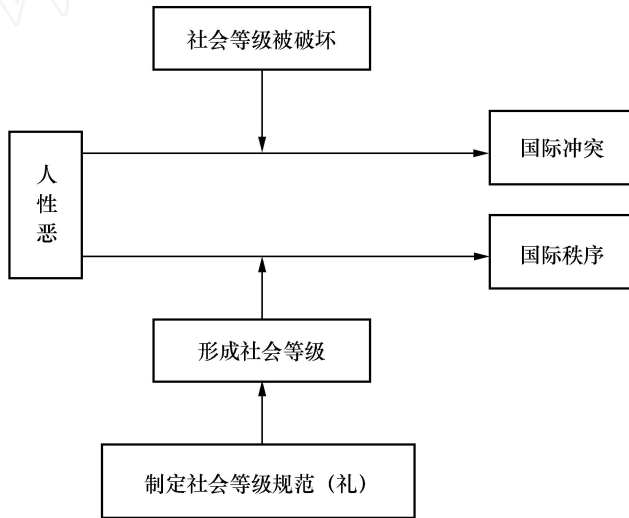 社会等级被破坏
国际冲突
人性恶
国际秩序
形成社会等级
制定社会等级规范（礼）